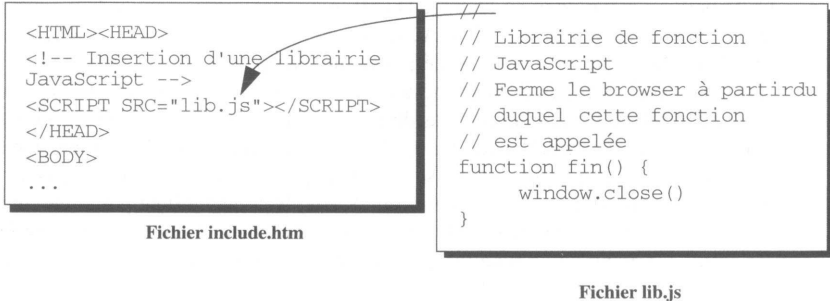 <HTML><HEAD>
<!-- Insertion d'une librairie
JavaScript -->
<SCRIPT SRC="lib.js"></SCRIPT>
</HEAD>
<BODY>
...
Fichier include.htm
//
// Librairie de fonction
// JavaScript
// Ferme le browser à partirdu
// duquel cette fonction
// est appelée
function fin() {
window.close()
}
Fichier lib.js